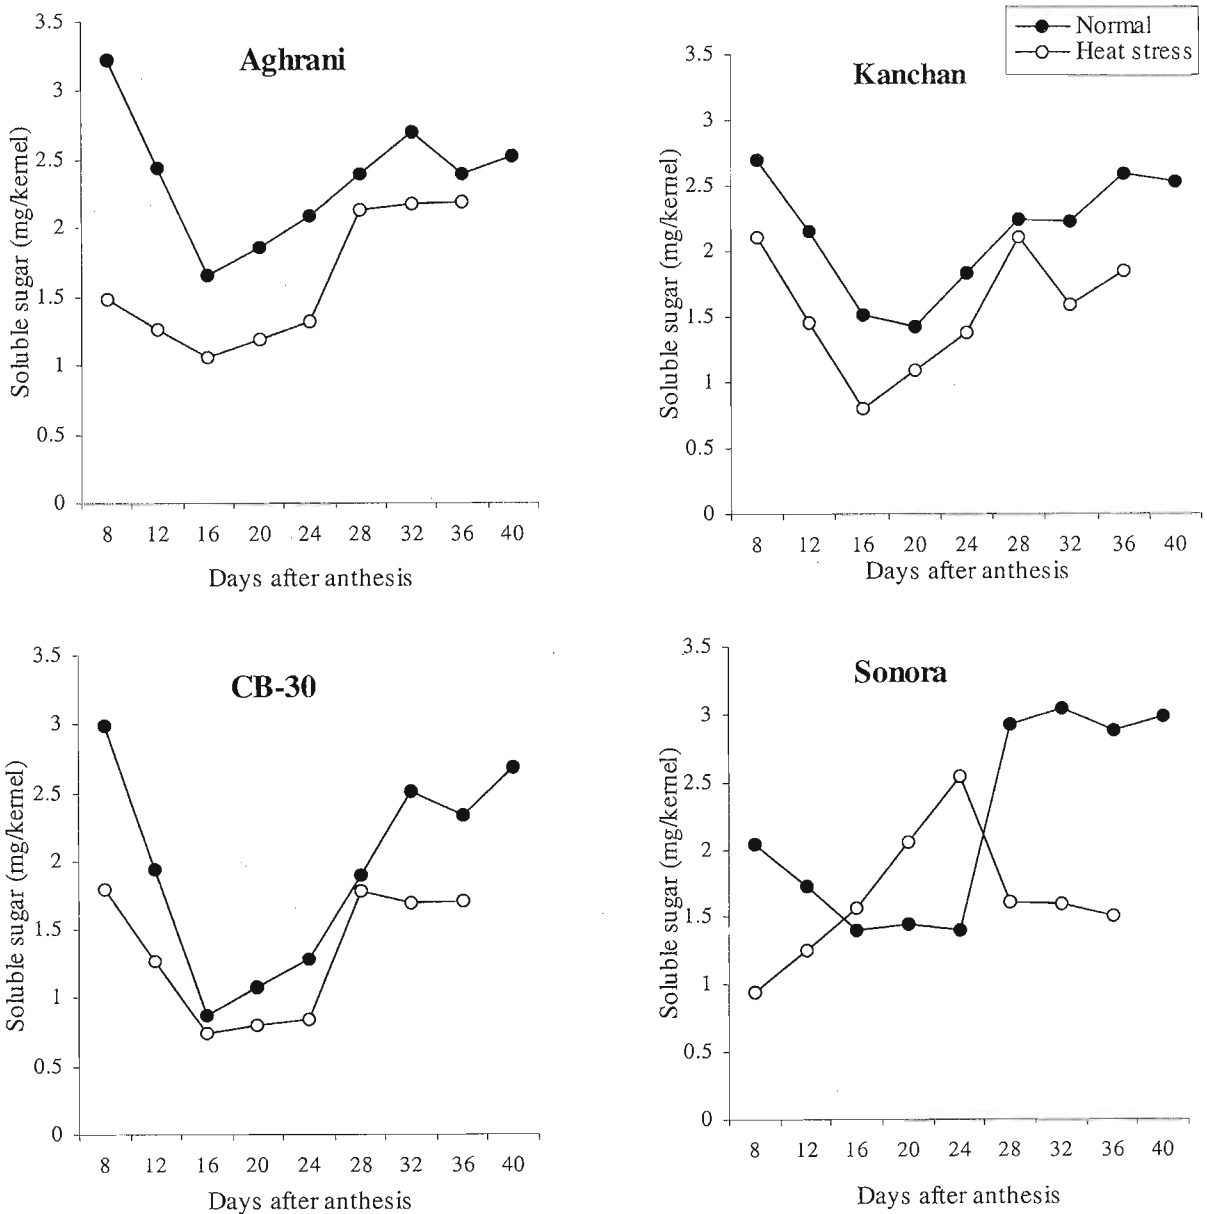 Normal
Heat stress
Aghrani
3.5
3
2.5
2
1.5
1
0.5
0
Soluble sugar (mg/kernel)
8 12 16 20 24 28 32 36 40
Days after anthesis
Kanchan
3.5
3
2.5
2
1.5
1
0.5
0
Soluble sugar (mg/kernel)
8 12 16 20 24 28 32 36 40
Days after anthesis
CB-30
3.5
3
2.5
2
1.5
1
0.5
0
Soluble sugar (mg/kernel)
8 12 16 20 24 28 32 36 40
Days after anthesis
Sonora
3.5
3
2.5
2
1.5
1
0.5
0
Soluble sugar (mg/kernel)
8 12 16 20 24 28 32 36 40
Days after anthesis